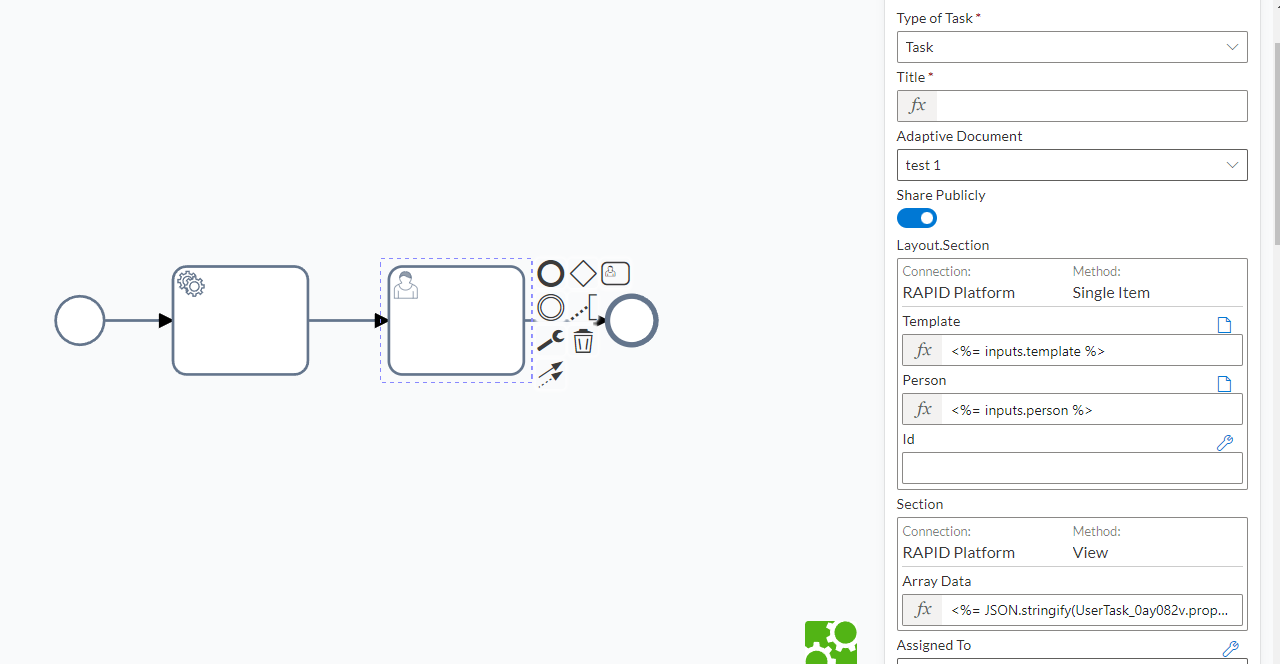 Type of Task *
Task
Title *
fx
Adaptive Document
test 1
Share Publicly
Layout.Section
Connection: Method:
RAPID Platform Single Item
Template
fx <%= inputs.template %>
Person
fx <%= inputs.person %>
Id
Section
Connection: Method:
RAPID Platform View
Array Data
fx <%= JSON.stringify(UserTask_0ay082v.prop...
Assigned To